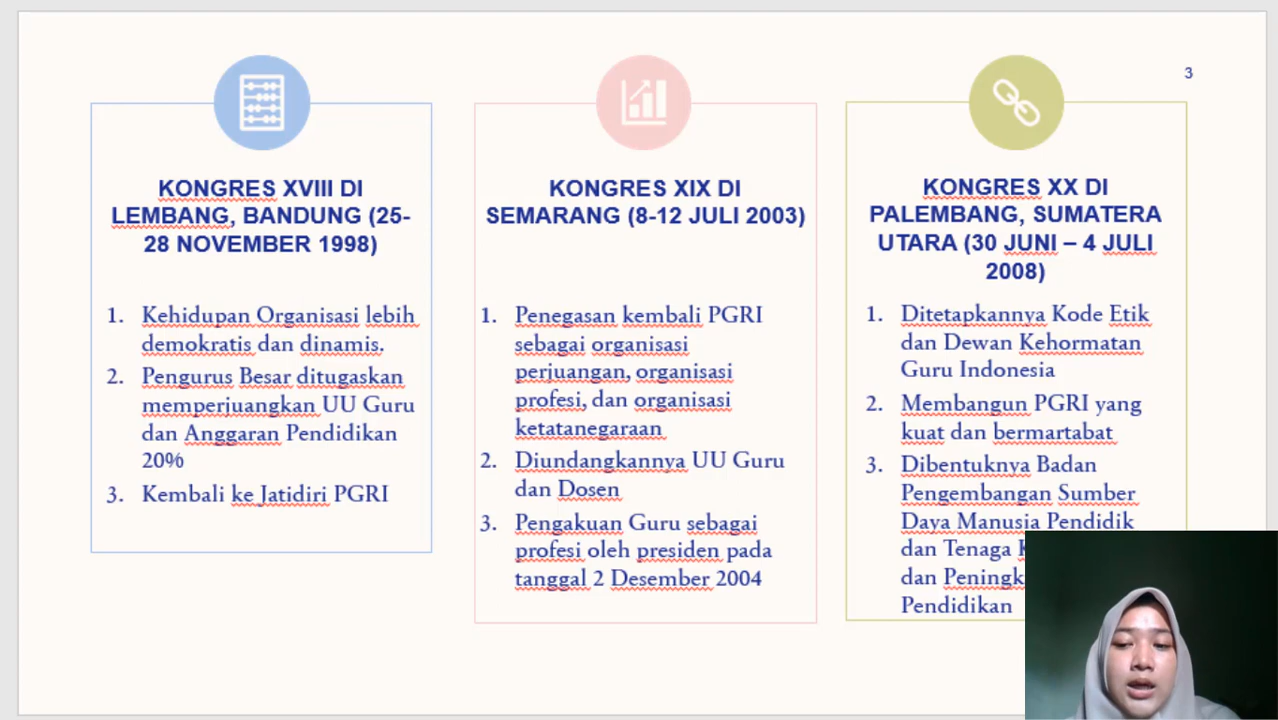 3
KONGRES XVIII DI
LEMBANG, BANDUNG (25-
28 NOVEMBER 1998)
1. Kehidupan Organisasi lebih
demokratis dan dinamis.
2. Pengurus Besar ditugaskan
memperjuangkan UU Guru
dan Anggaran Pendidikan
20%
3. Kembali ke Jatidiri PGRI
KONGRES XIX DI
SEMARANG (8-12 JULI 2003)
1. Penegasan kembali PGRI
sebagai organisasi
perjuangan, organisasi
profesi, dan organisasi
ketatanegaraan
2. Diundangkannya UU Guru
dan Dosen
3. Pengakuan Guru sebagai
profesi oleh presiden pada
tanggal 2 Desember 2004
KONGRES XX DI
PALEMBANG, SUMATERA
UTARA (30 JUNI – 4 JULI
2008)
1. Ditetapkannya Kode Etik
dan Dewan Kehormatan
Guru Indonesia
2. Membangun PGRI yang
kuat dan bermartabat
3. Dibentuknya Badan
Pengembangan Sumber
Daya Manusia Pendidik
dan Tenaga
dan
Pendidikan